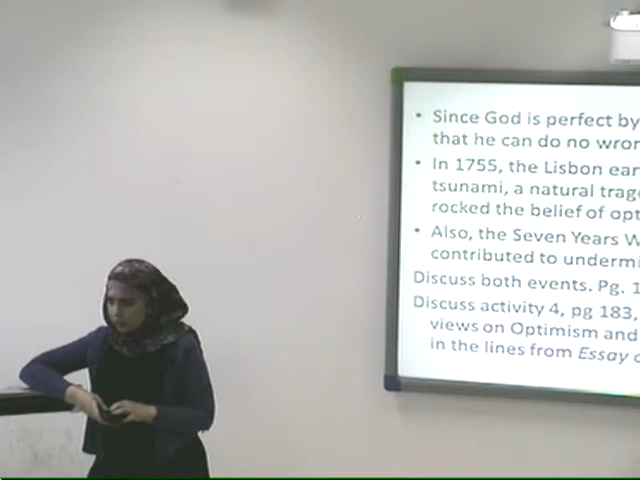 • Since God is perfect by
that he can do no wron
• In 1755, the Lisbon ear
tsunami, a natural trage
rocked the belief of opt
• Also, the Seven Years W
contributed to undermi
Discuss both events. Pg. 1
Discuss activity 4, pg 183,
views on Optimism and
in the lines from Essay o